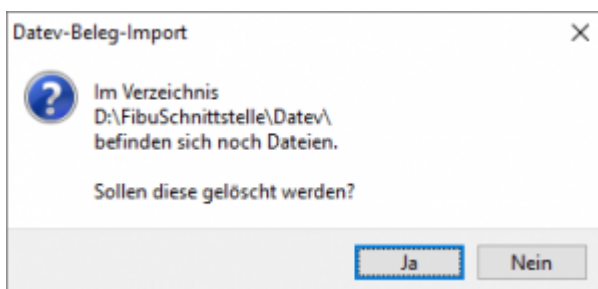 Datev-Beleg-Import
Im Verzeichnis
D:\FibuSchnittstelle\Datev\
befinden sich noch Dateien.
Sollen diese gelöscht werden?
Ja
Nein